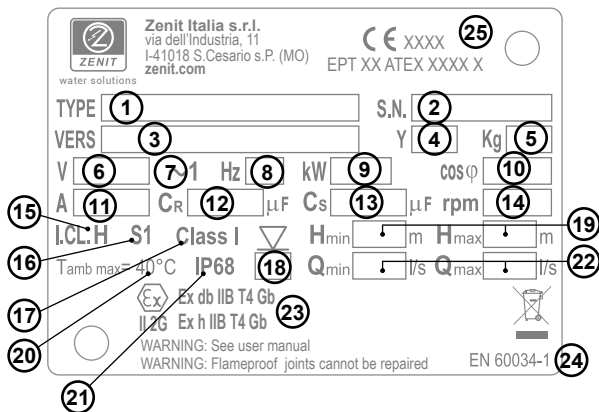 Zenit Italia s.r.l.
via dell'Industria, 11
I-41018 S.Cesario s.P. (MO)
zenit.com
Z
ZENIT
water solutions
CE XXXX 25
EPT XX ATEX XXXX X
TYPE 1 S.N. 2
VERS 3 Y 4 Kg 5
V 6 7 ~1 Hz 8 kW 9 cosφ 10
A 11 CR 12 μF Cs 13 μF rpm 14
15 I.CL. H S1 Class I Hmin m Hmax m 19
16
Tamb max= 40°C IP68 18 Qmin l/s Qmax l/s 22
17
Ex Ex db IIB T4 Gb 23
II 2G Ex h IIB T4 Gb
20
WARNING: See user manual
WARNING: Flameproof joints cannot be repaired EN 60034-1 24
21